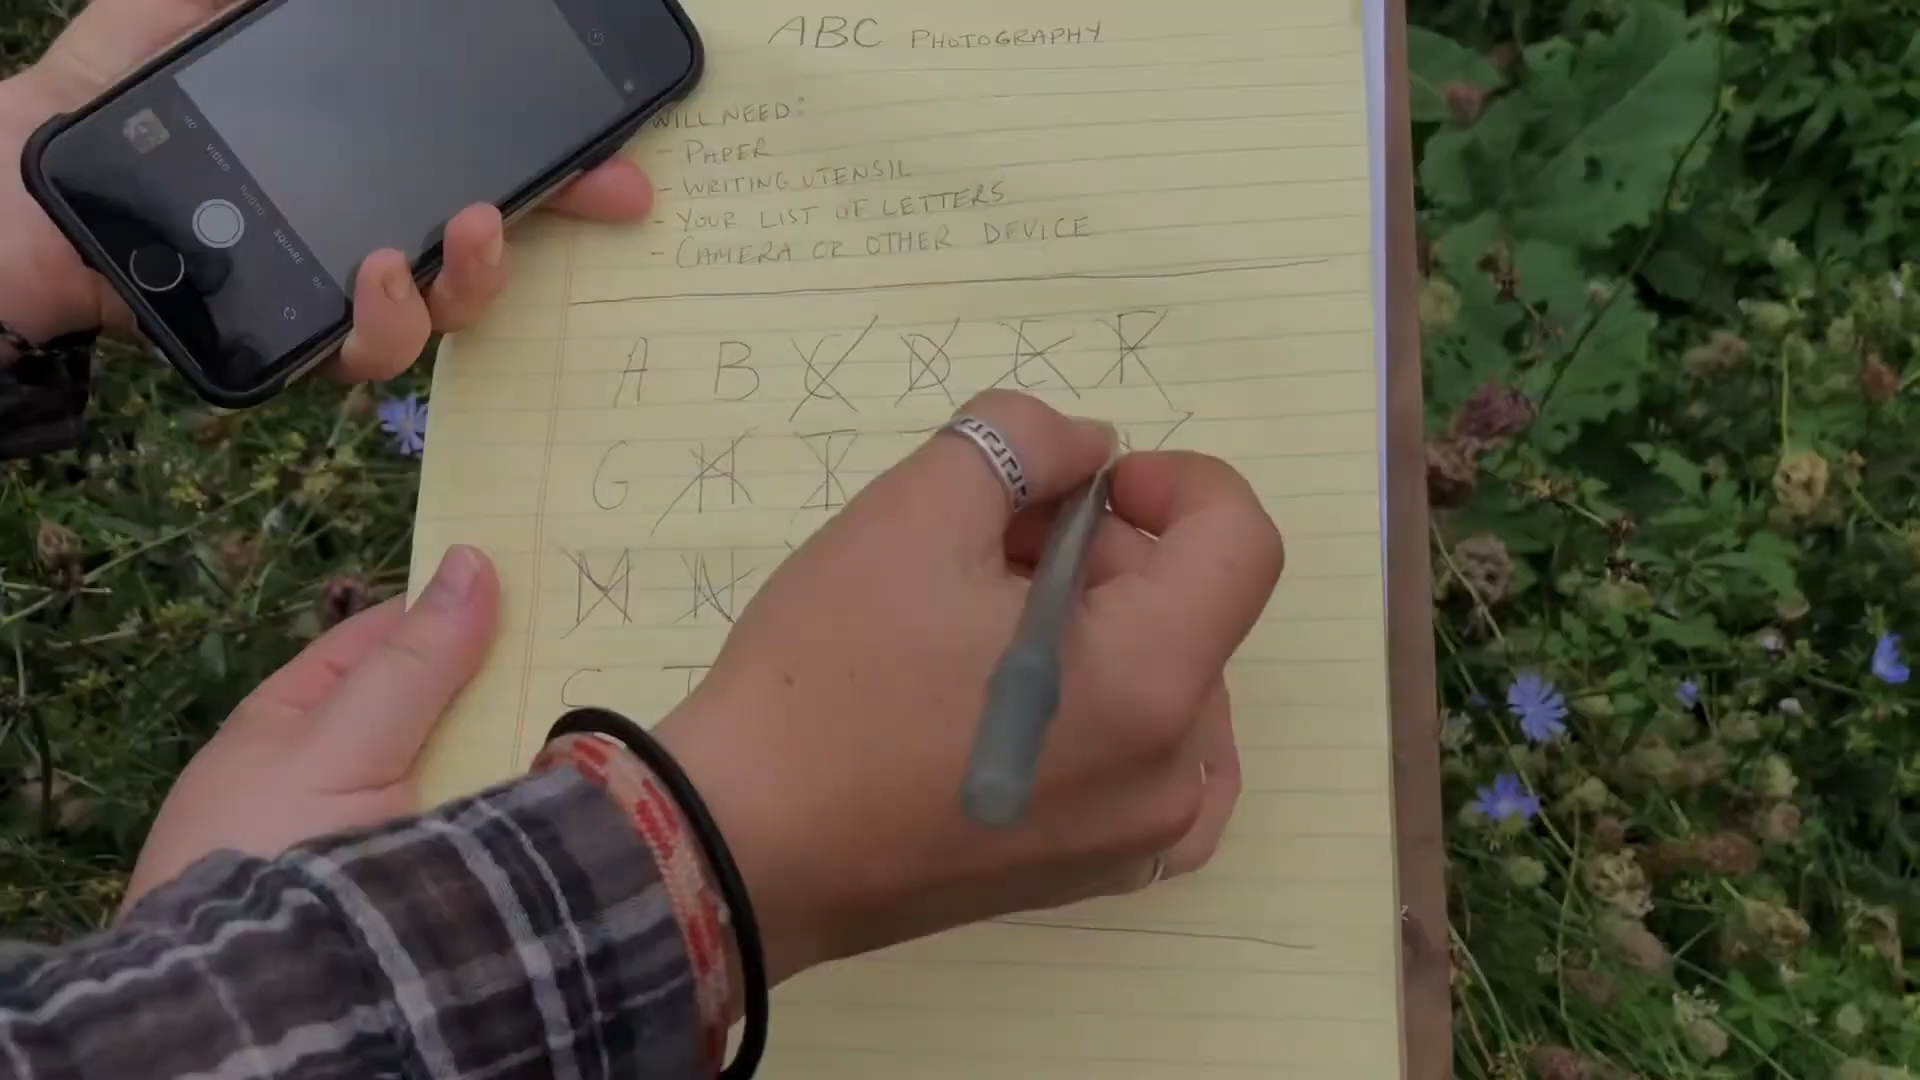 ABC PHOTOGRAPHY
WILL NEED:
- PAPER
- WRITING UTENSIL
- YOUR LIST OF LETTERS
- CAMERA OR OTHER DEVICE
A B C D E F
G H I
M N
S T
VIDEO
PHOTO
SQUARE